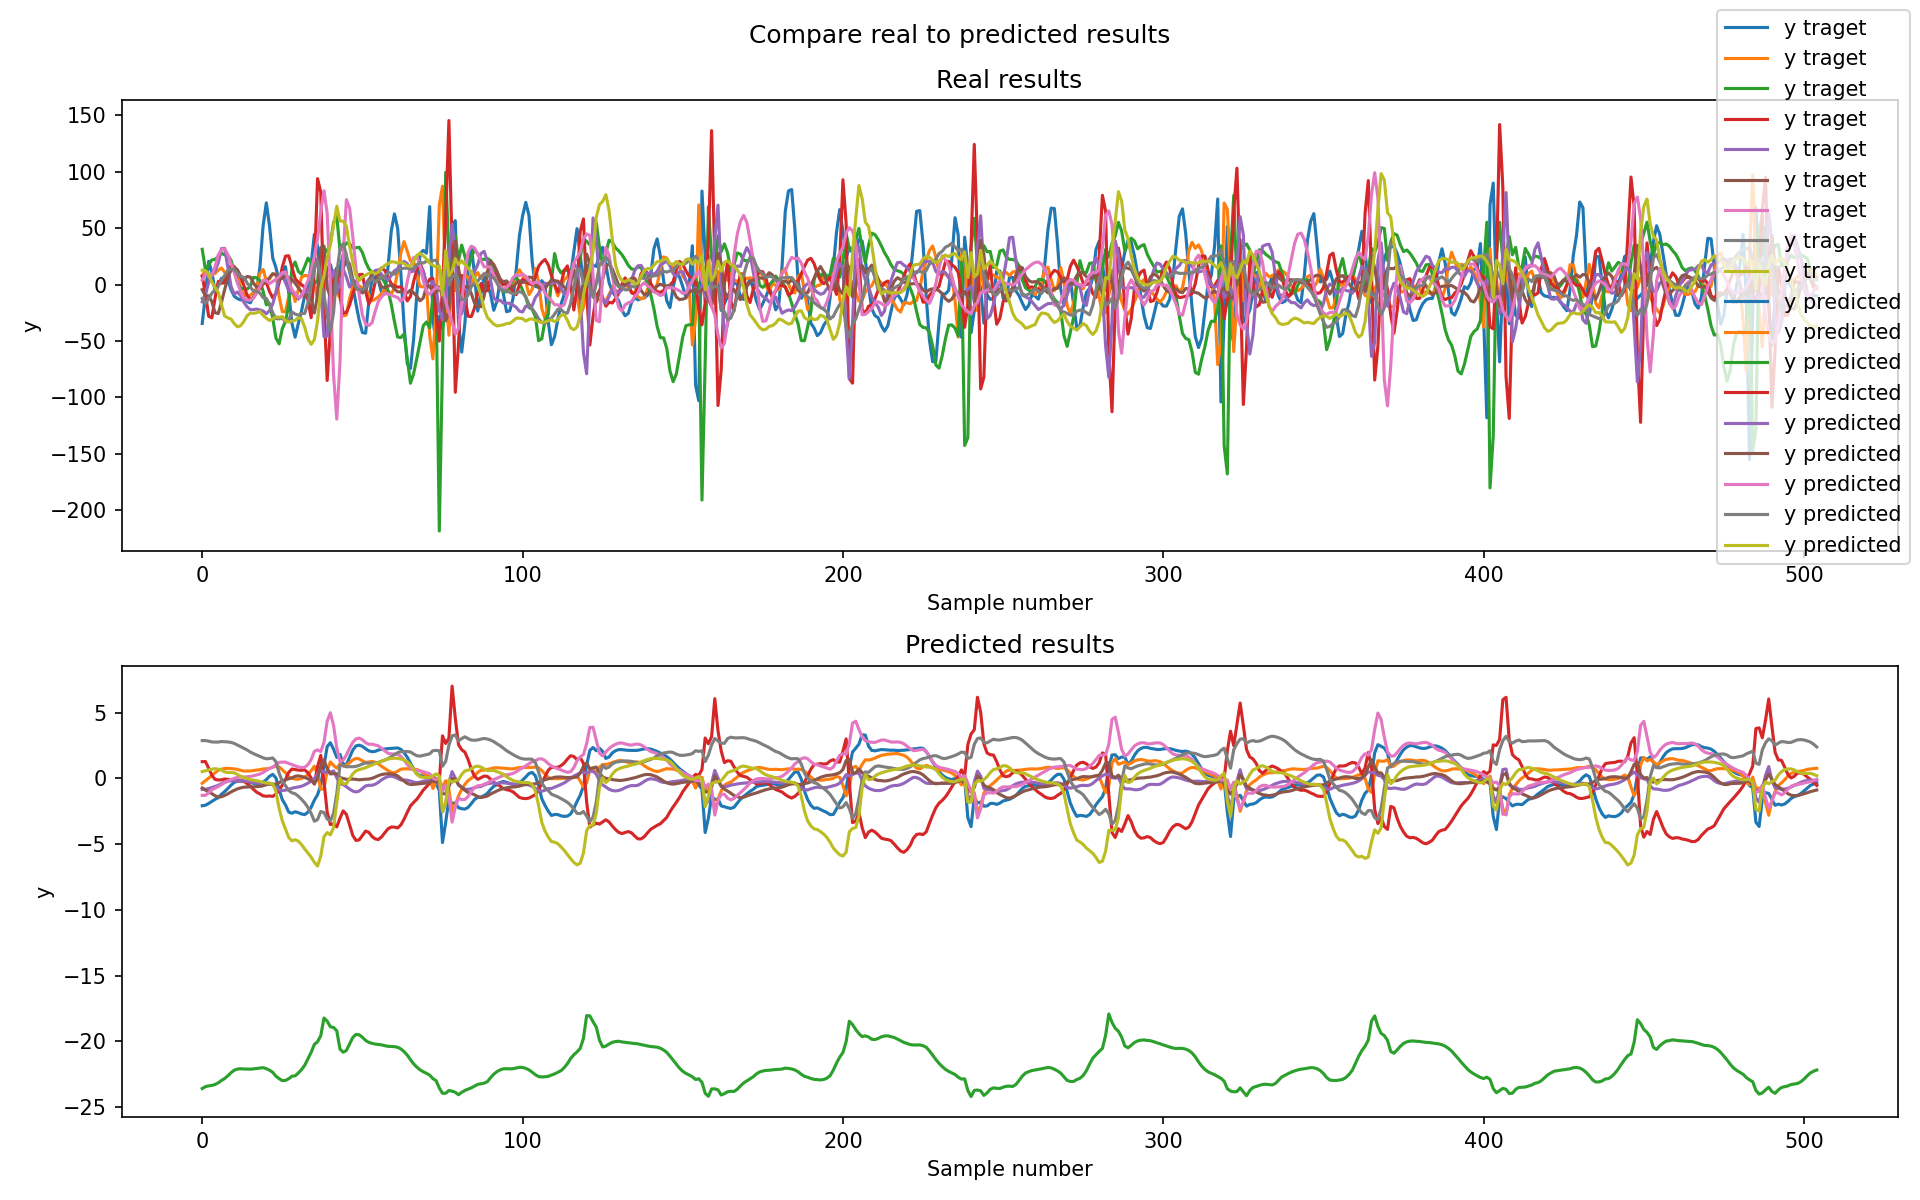 Compare real to predicted results
Real results
y traget
y traget
y traget
y traget
y traget
y traget
y traget
y traget
y traget
y predicted
y predicted
y predicted
y predicted
y predicted
y predicted
y predicted
y predicted
y predicted
150
100
50
0
−50
−100
−150
−200
y
0 100 200 300 400 500
Sample number
Predicted results
5
0
−5
−10
−15
−20
−25
y
0 100 200 300 400 500
Sample number